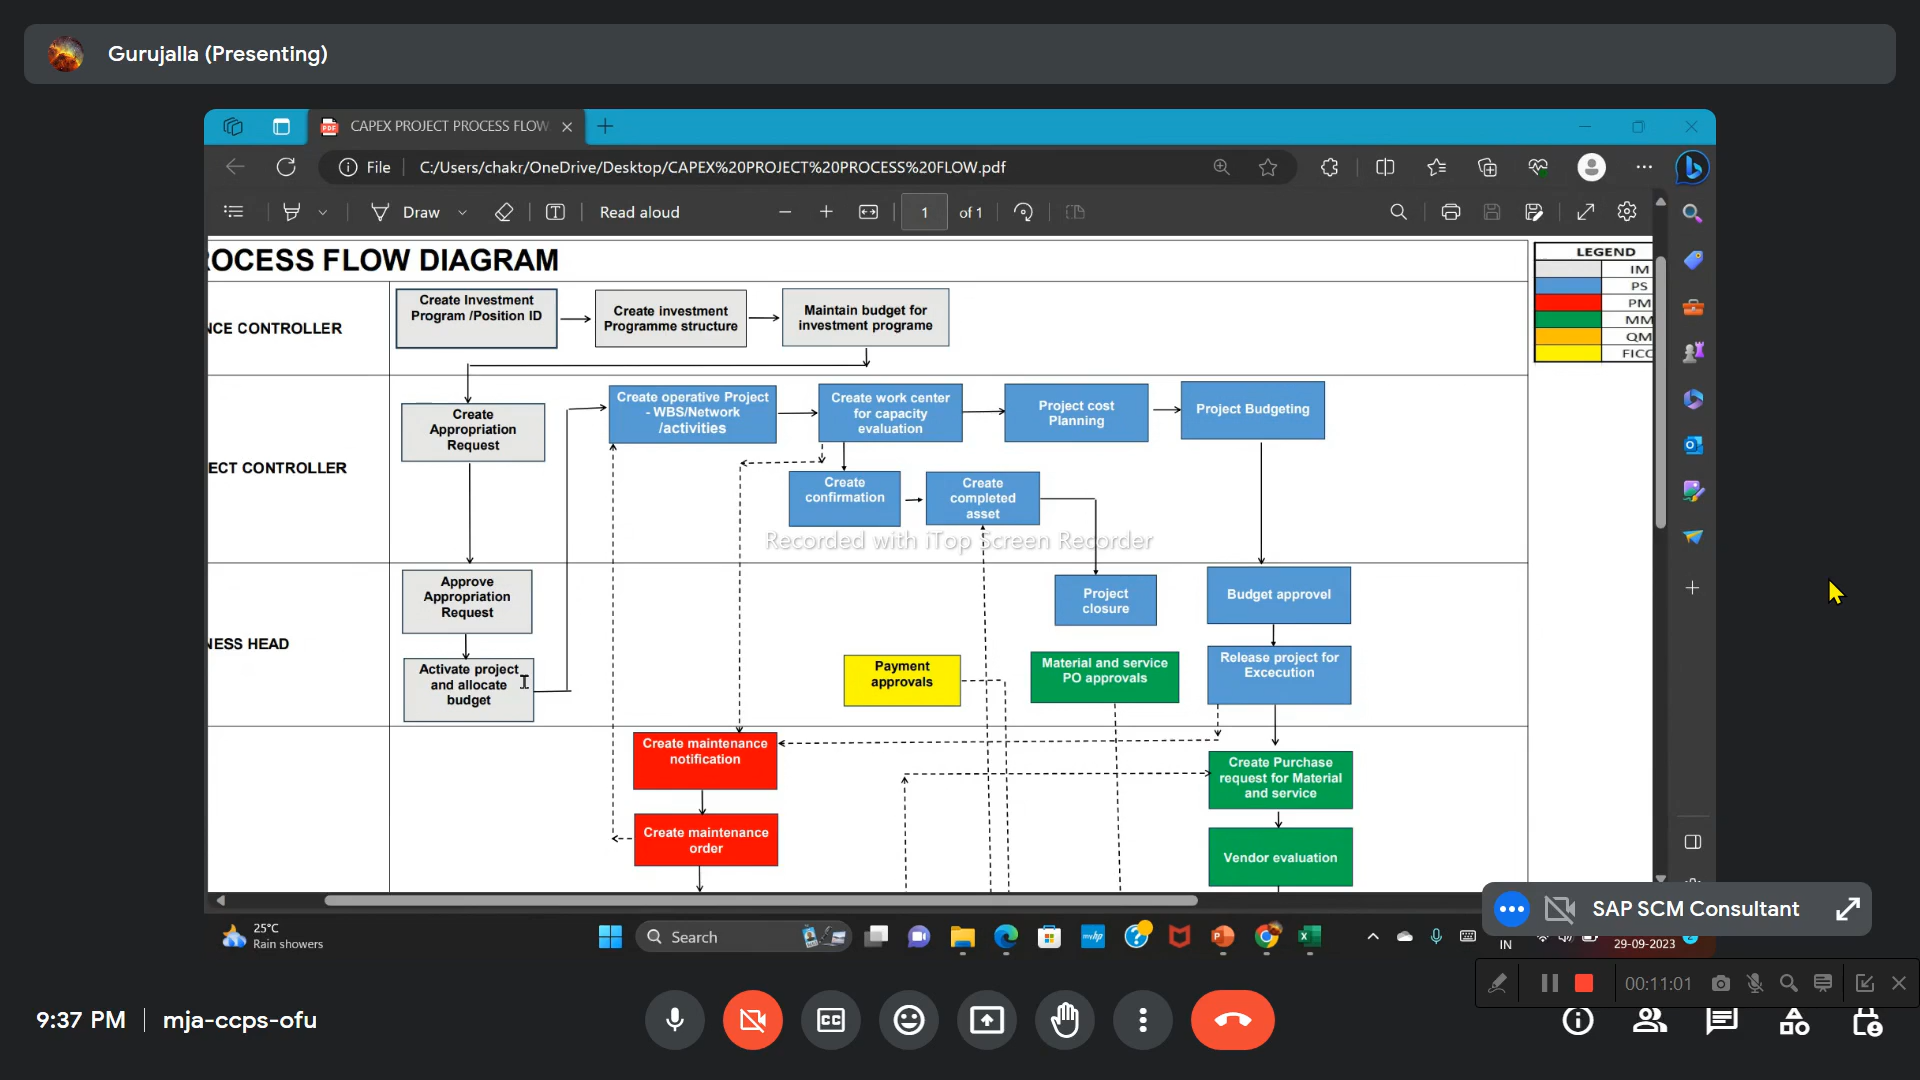 Gurujalla (Presenting)
CAPEX PROJECT PROCESS FLOW
File
C:/Users/chakr/OneDrive/Desktop/CAPEX%20PROJECT%20PROCESS%20FLOW.pdf
Draw
Read aloud
1
of 1
ROCESS FLOW DIAGRAM
LEGEND
IM
PS
PM
MM
QM
FICO
NCE CONTROLLER
Create Investment
Program /Position ID
Create investment
Programme structure
Maintain budget for
investment programe
ECT CONTROLLER
Create
Appropriation
Request
Create operative Project
- WBS/Network
/activities
Create work center
for capacity
evaluation
Project cost
Planning
Project Budgeting
Create
confirmation
Create
completed
asset
Recorded with iTop Screen Recorder
NESS HEAD
Approve
Appropriation
Request
Project
closure
Budget approvel
Activate project
and allocate
budget
Payment
approvals
Material and service
PO approvals
Release project for
Excecution
Create maintenance
notification
Create Purchase
request for Material
and service
Create maintenance
order
Vendor evaluation
SAP SCM Consultant
25°C
Rain showers
Search
myhp
IN
29-09-2023
00:11:01
9:37 PM
mja-ccps-ofu
CC